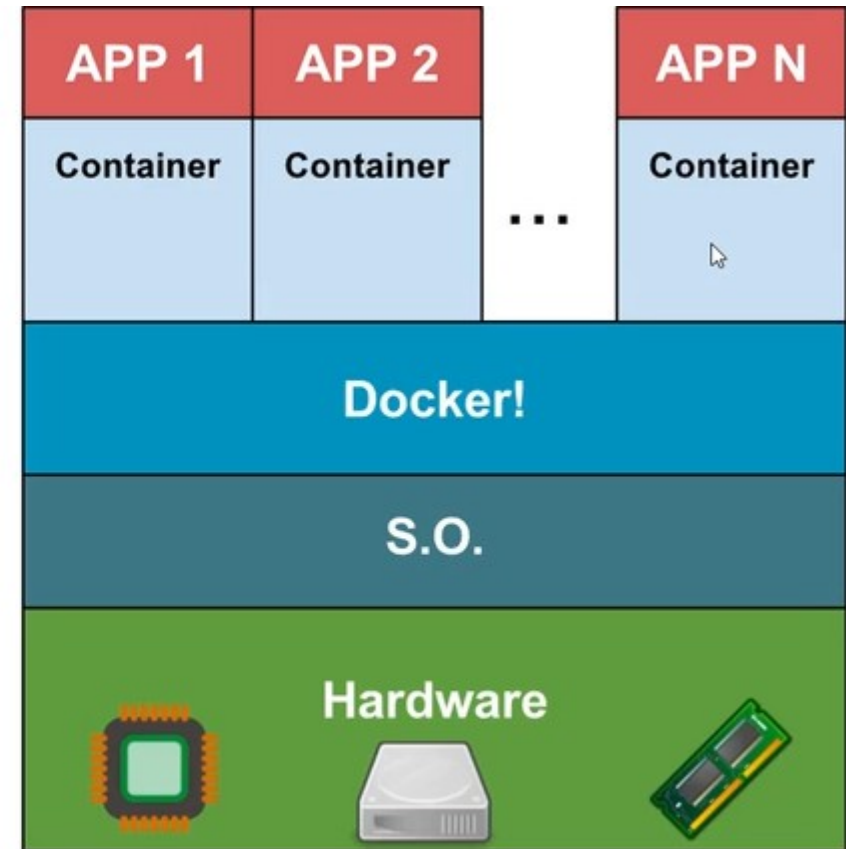 APP 1 APP 2 APP N
Container Container Container
...
Docker!
S.O.
Hardware